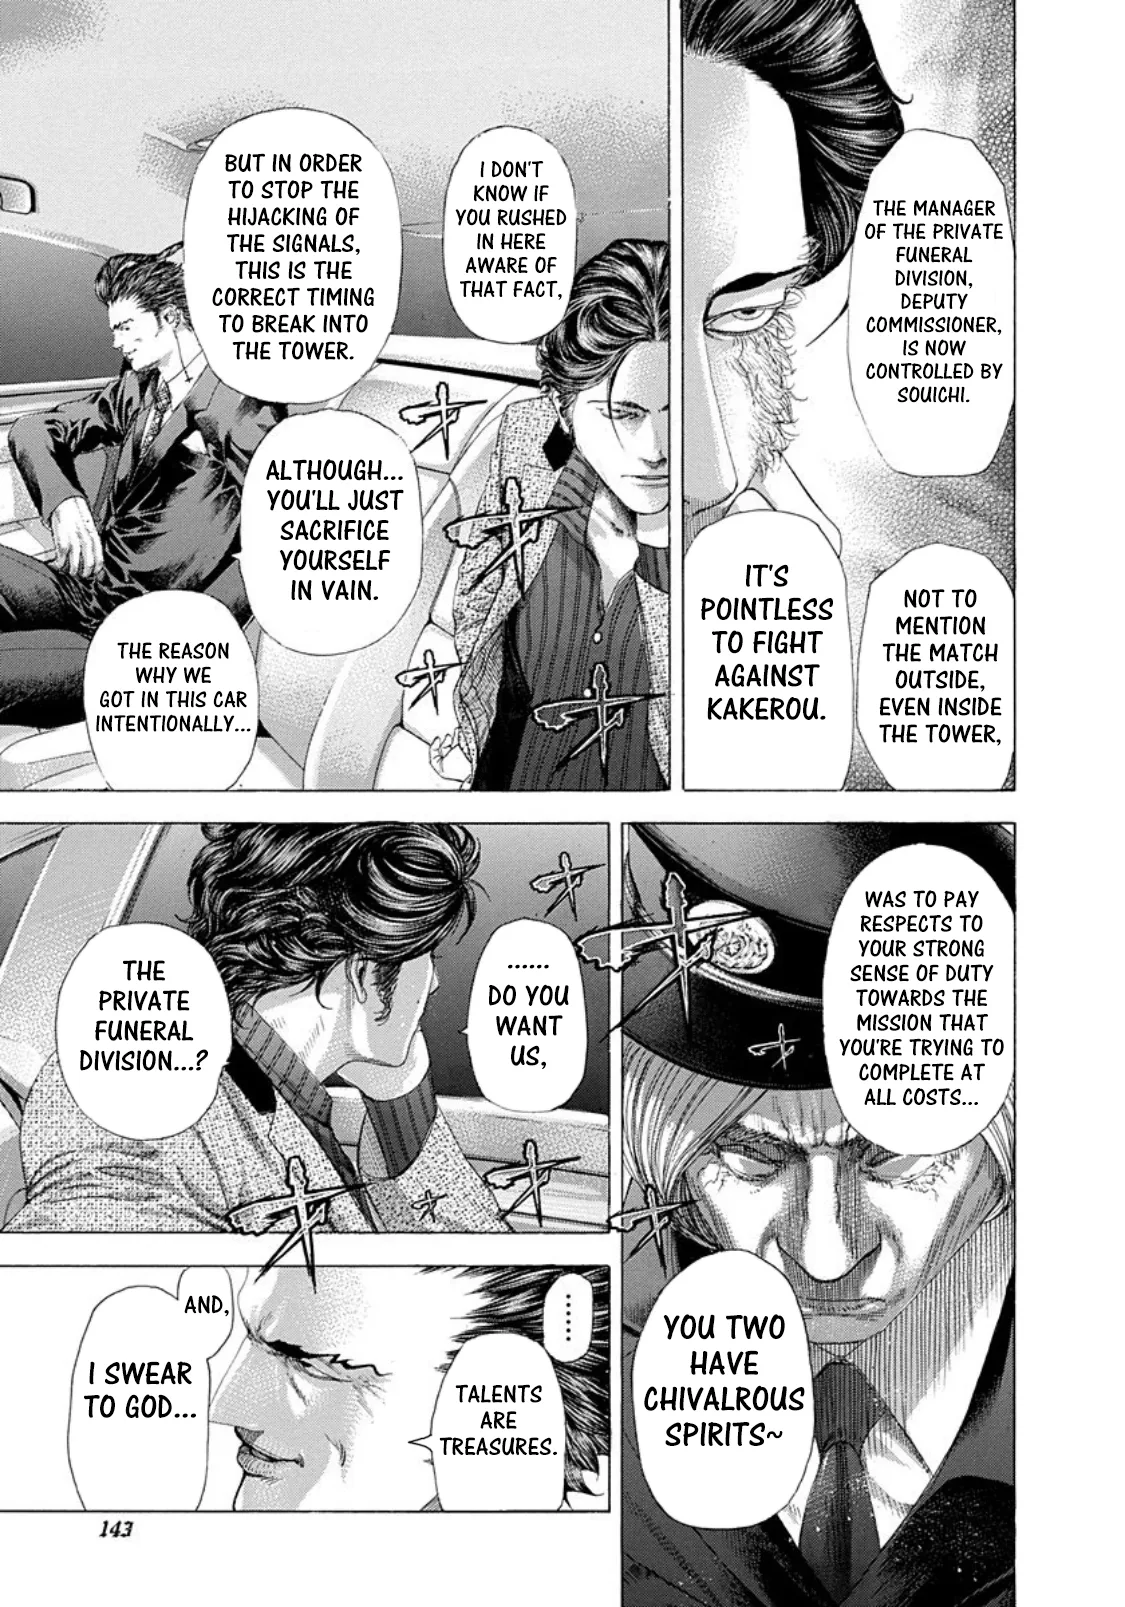 THE MANAGER
OF THE PRIVATE
FUNERAL
DIVISION,
DEPUTY
COMMISSIONER,
IS NOW
CONTROLLED BY
SOUICHI.
NOT TO
MENTION
THE MATCH
OUTSIDE,
EVEN INSIDE
THE TOWER,
IT'S
POINTLESS
TO FIGHT
AGAINST
KAKEROU.
I DON'T
KNOW IF
YOU RUSHED
IN HERE
AWARE OF
THAT FACT,
BUT IN ORDER
TO STOP THE
HIJACKING OF
THE SIGNALS,
THIS IS THE
CORRECT TIMING
TO BREAK INTO
THE TOWER.
ALTHOUGH...
YOU'LL JUST
SACRIFICE
YOURSELF
IN VAIN.
THE REASON
WHY WE
GOT IN THIS CAR
INTENTIONALLY...
WAS TO PAY
RESPECTS TO
YOUR STRONG
SENSE OF DUTY
TOWARDS THE
MISSION THAT
YOU'RE TRYING TO
COMPLETE AT
ALL COSTS...
YOU TWO
HAVE
CHIVALROUS
SPIRITS~
......
DO YOU
WANT
US,
THE
PRIVATE
FUNERAL
DIVISION...?
......
TALENTS
ARE
TREASURES.
AND,
I SWEAR
TO GOD...
143